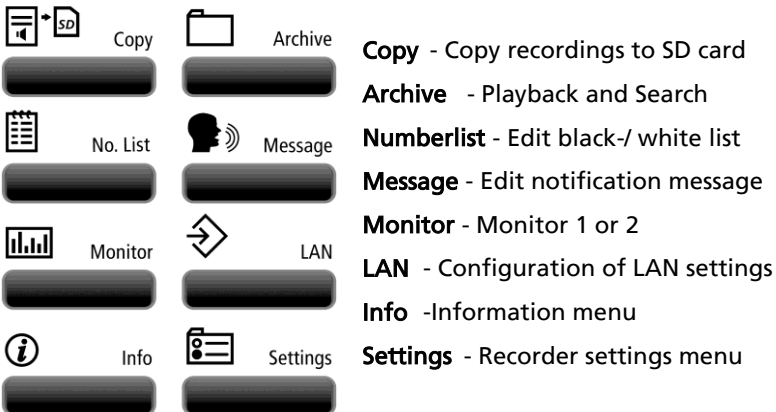 SD Copy Archive
No. List Message
Monitor LAN
i Info Settings
Copy - Copy recordings to SD card
Archive - Playback and Search
Numberlist - Edit black-/ white list
Message - Edit notification message
Monitor - Monitor 1 or 2
LAN - Configuration of LAN settings
Info -Information menu
Settings - Recorder settings menu